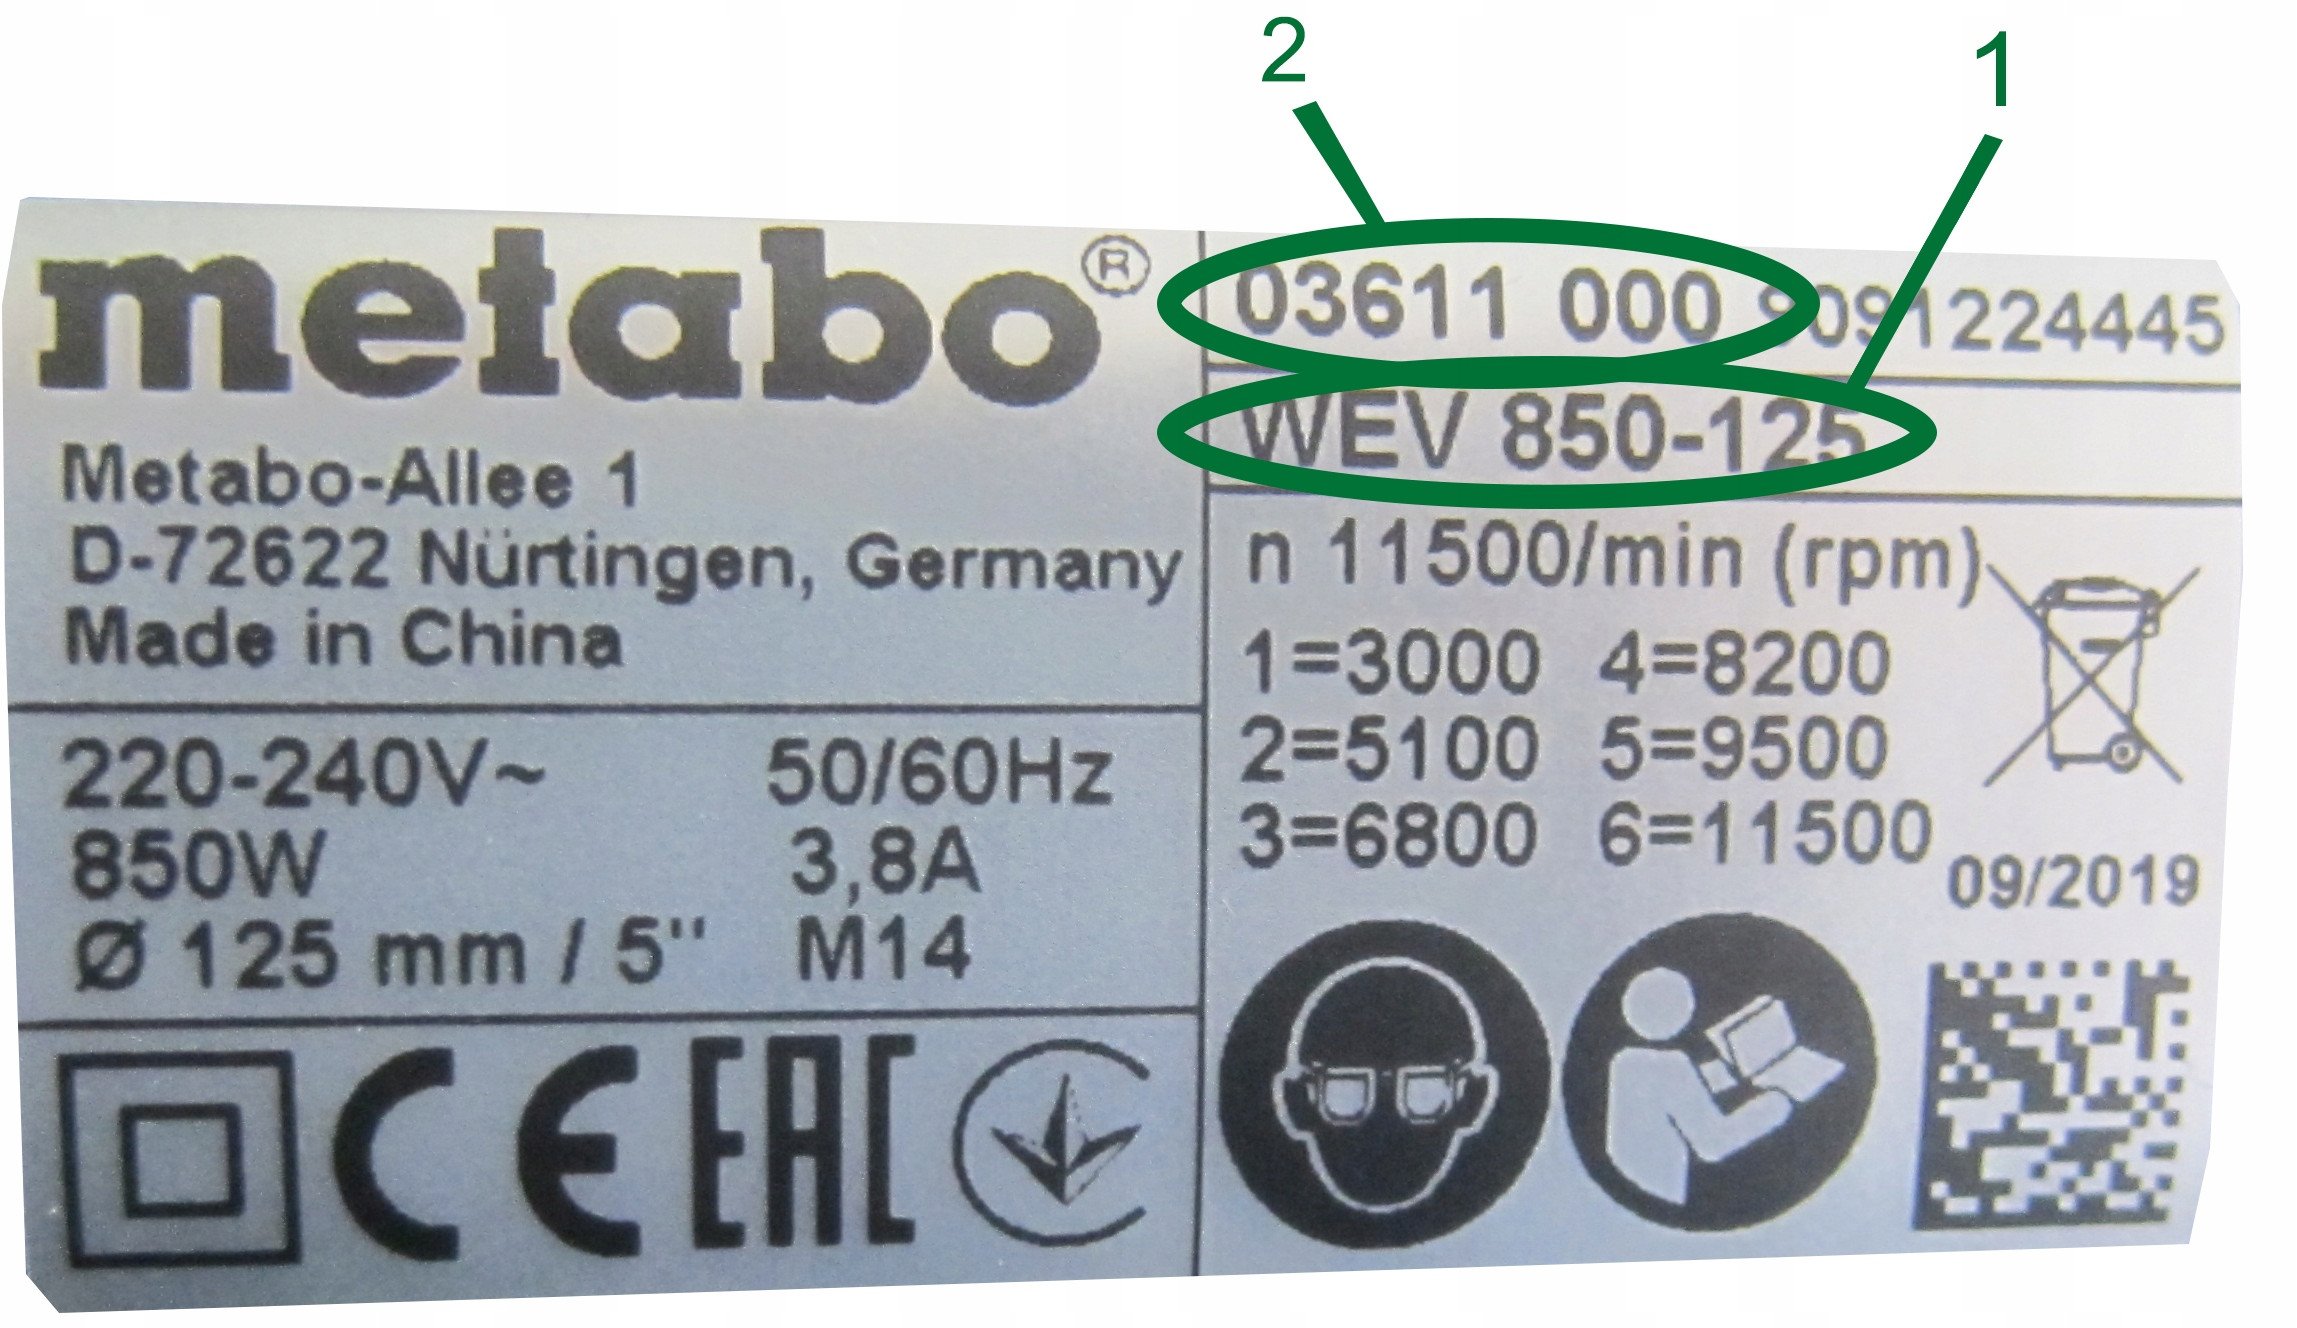 2
1
metabo®
Metabo-Allee 1
D-72622 Nürtingen, Germany
Made in China
220-240V~ 50/60Hz
850W 3,8A
Ø 125 mm / 5" M14
CE EAC
03611 000 9091224445
WEV 850-125
n 11500/min (rpm)
1=3000 4=8200
2=5100 5=9500
3=6800 6=11500
09/2019